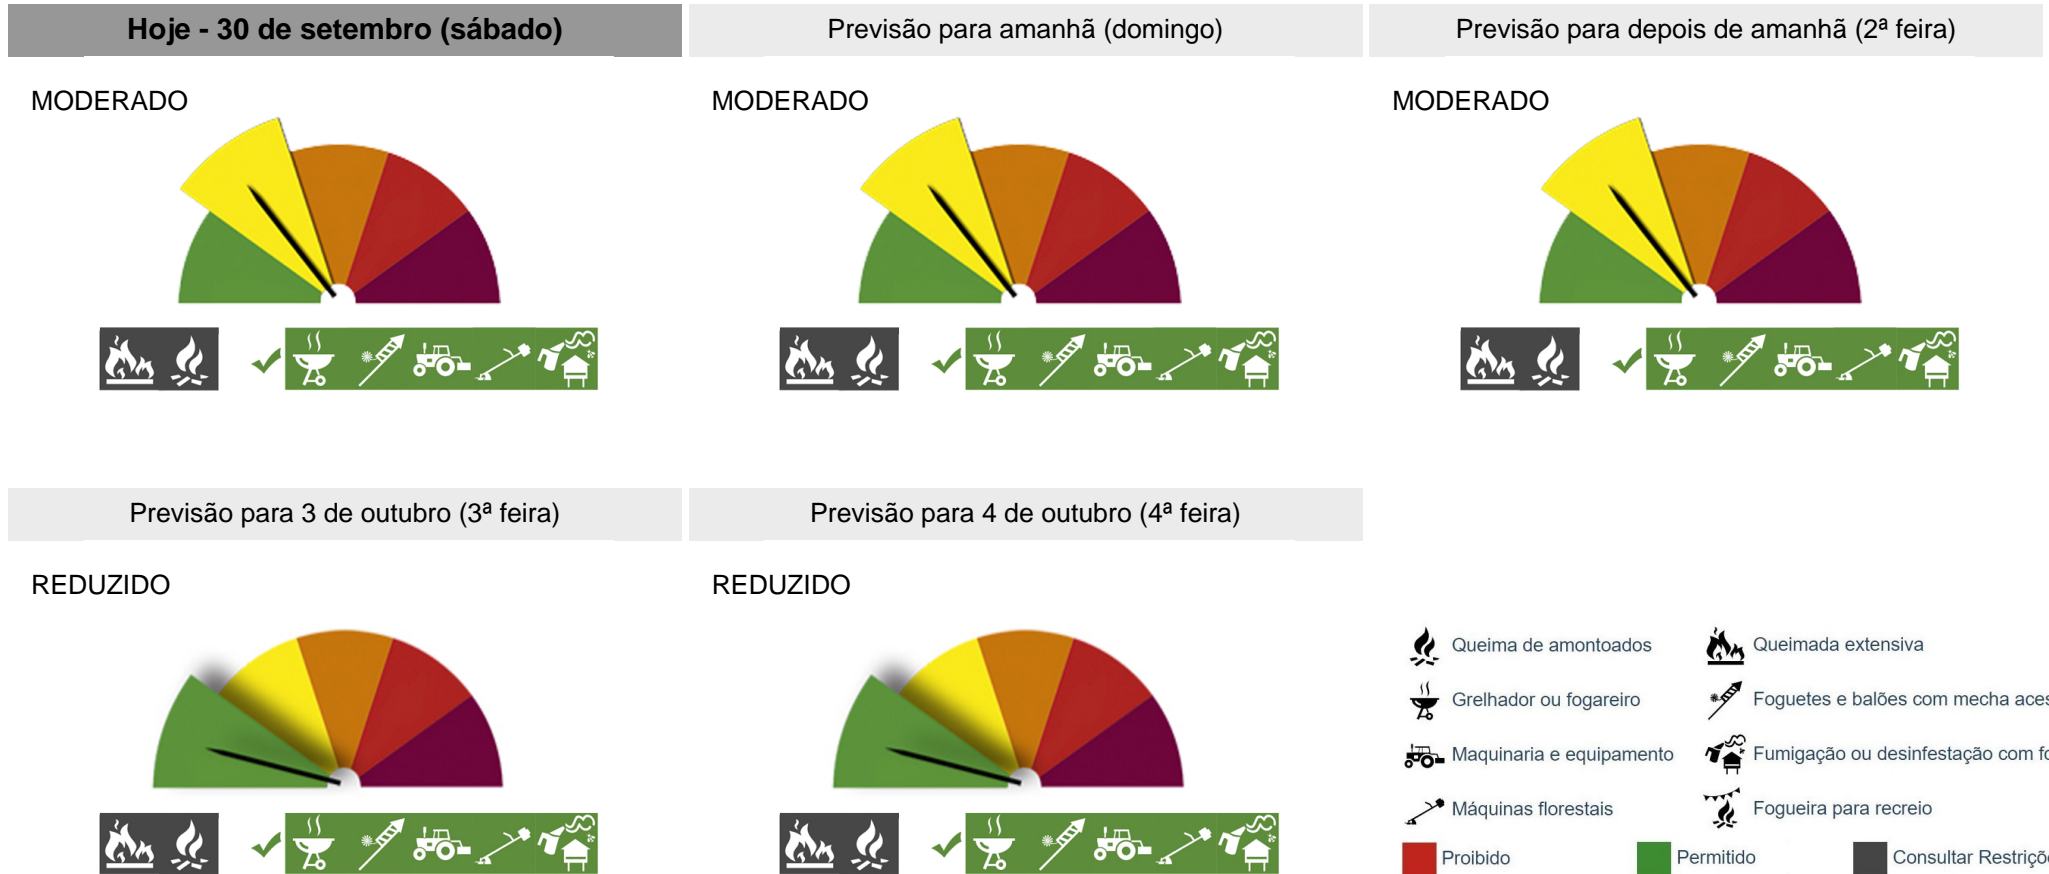 Hoje - 30 de setembro (sábado)
Previsão para amanhã (domingo)
Previsão para depois de amanhã (2ª feira)
MODERADO
MODERADO
MODERADO
Previsão para 3 de outubro (3ª feira)
Previsão para 4 de outubro (4ª feira)
REDUZIDO
REDUZIDO
Queima de amontoados
Queimada extensiva
Grelhador ou fogareiro
Foguetes e balões com mecha
Maquinaria e equipamento
Fumigação ou desinfestação com
Máquinas florestais
Fogueira para recreio
Proibido
Permitido
Consultar